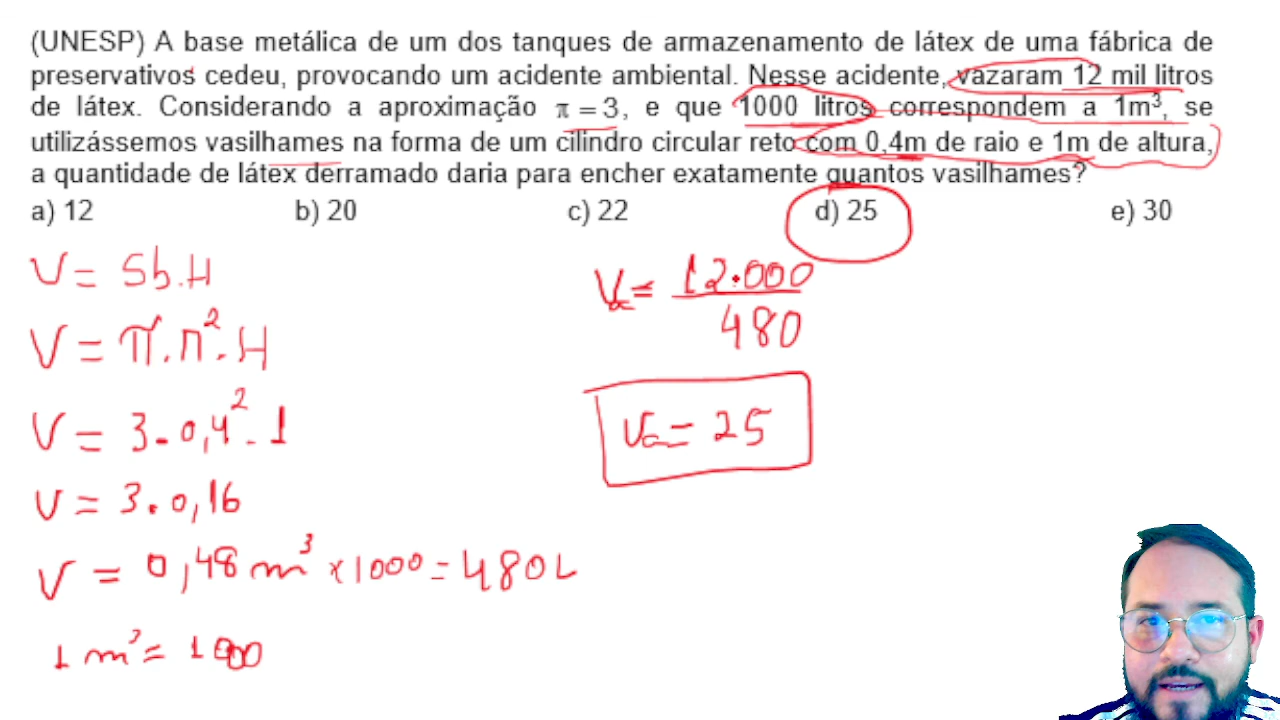 (UNESP) A base metálica de um dos tanques de armazenamento de látex de uma fábrica de
preservativos cedeu, provocando um acidente ambiental. Nesse acidente, vazaram 12 mil litros
de látex. Considerando a aproximação π = 3, e que 1000 litros correspondem a 1m³, se
utilizássemos vasilhames na forma de um cilindro circular reto com 0,4m de raio e 1m de altura,
a quantidade de látex derramado daria para encher exatamente quantos vasilhames?
a) 12 b) 20 c) 22 d) 25 e) 30
V = Sb.H
V = π.r².H
V = 3.0,4².1
V = 3.0,16
V = 0,48 m³ x1000 = 480L
1 m³ = 1000
Va = 12.000
480
Va = 25